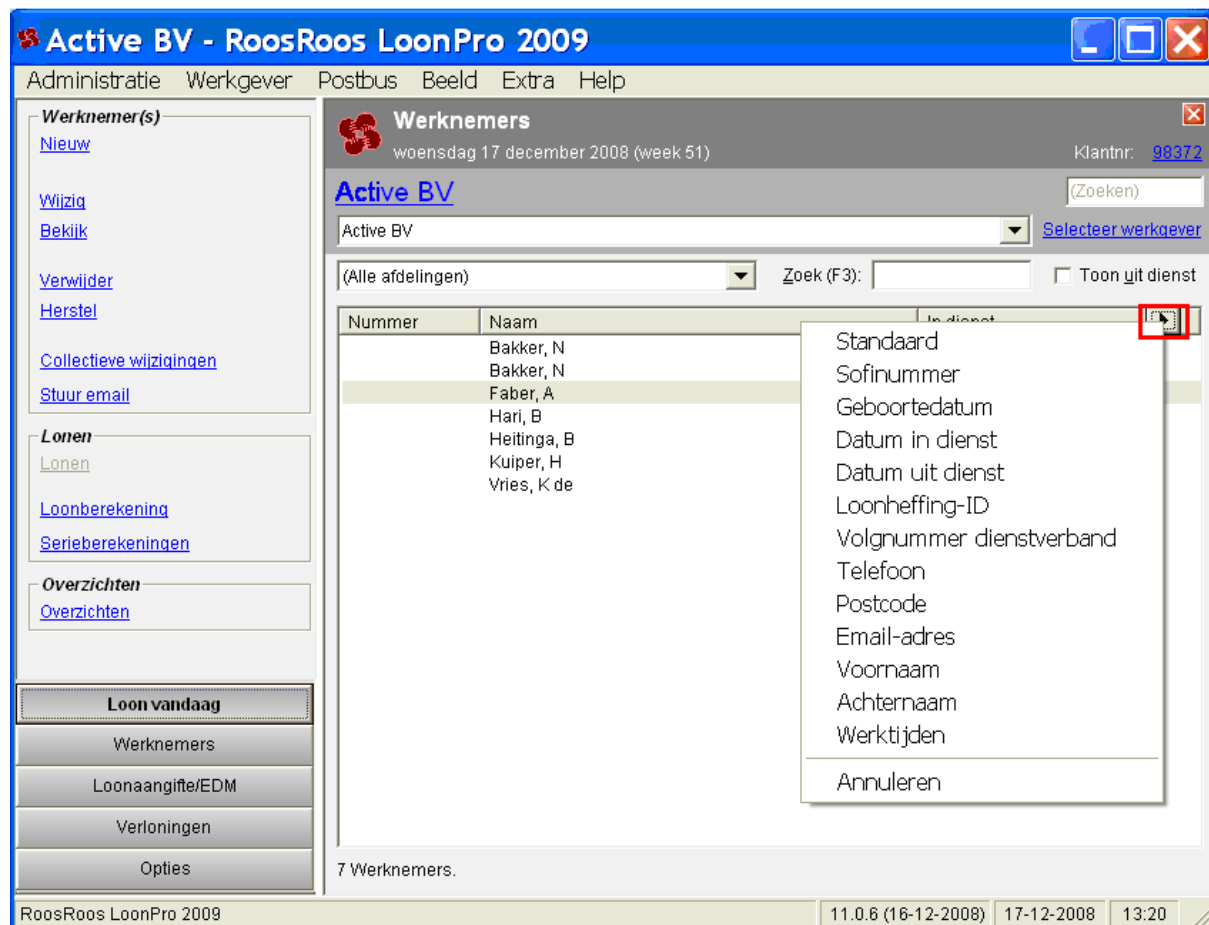 Active BV - RoosRoos LoonPro 2009
Administratie Werkgever Postbus Beeld Extra Help
Werknemer(s)
Nieuw
Wijzig
Bekijk
Verwijder
Herstel
Collectieve wijzigingen
Stuur email
Lonen
Lonen
Loonberekening
Serieberekeningen
Overzichten
Overzichten
Loon vandaag
Werknemers
Loonaangifte/EDM
Verloningen
Opties
Werknemers
woensdag 17 december 2008 (week 51)
Klantnr: 98372
Active BV
(Zoeken)
Active BV
Selecteer werkgever
(Alle afdelingen)
Zoek (F3):
Toon uit dienst
Nummer Naam In dienst
Bakker, N
Bakker, N
Faber, A
Hari, B
Heitinga, B
Kuiper, H
Vries, K de
Standaard
Sofinummer
Geboortedatum
Datum in dienst
Datum uit dienst
Loonheffing-ID
Volgnummer dienstverband
Telefoon
Postcode
Email-adres
Voornaam
Achternaam
Werktijden
Annuleren
7 Werknemers.
RoosRoos LoonPro 2009
11.0.6 (16-12-2008) 17-12-2008 13:20